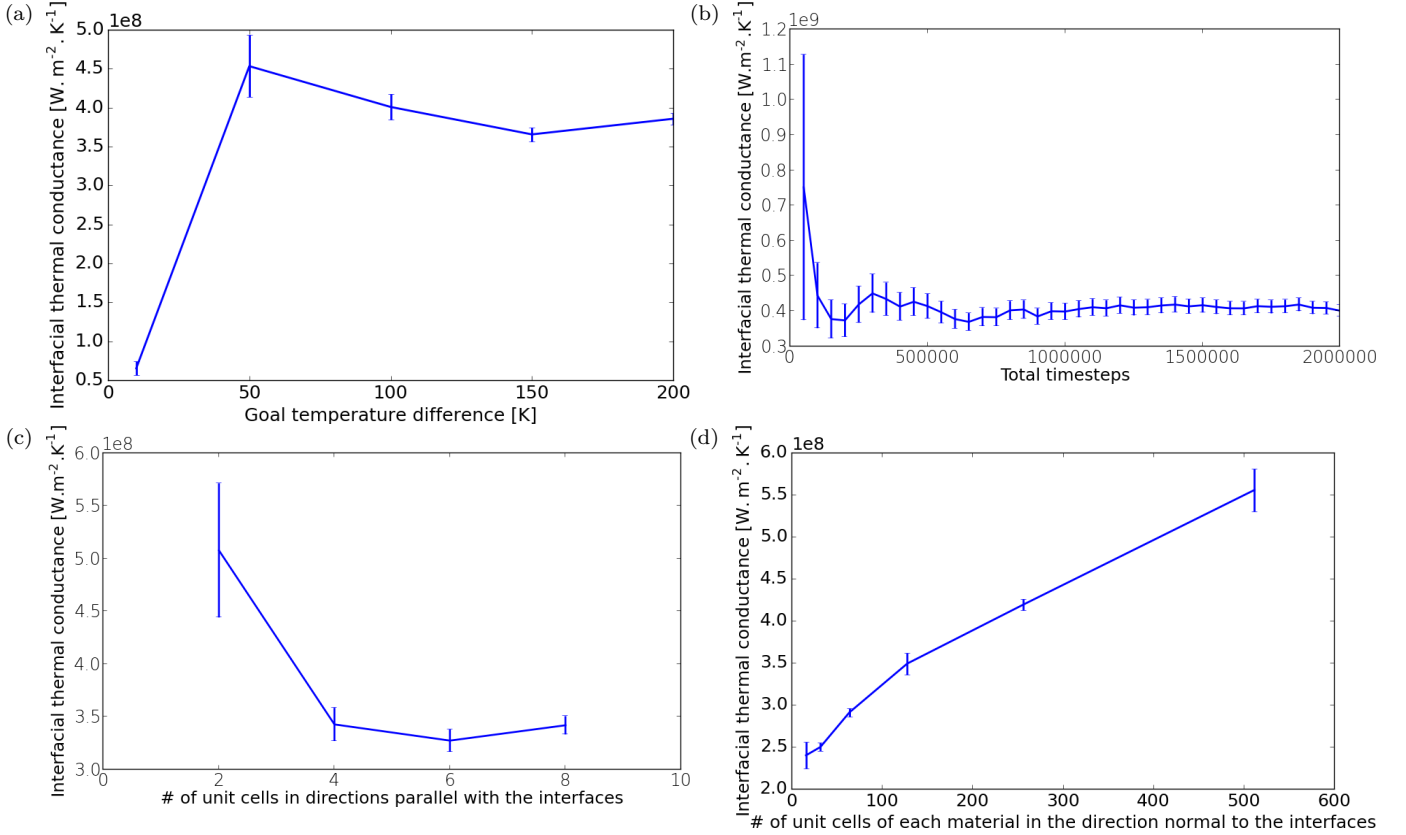 (a)
5.0 1e8
4.5
4.0
3.5
3.0
2.5
2.0
1.5
1.0
0.5
0 50 100 150 200
Goal temperature difference [K]
Interfacial thermal conductance [W. m-2. K-1]
(b)
1e9
1.2
1.1
1.0
0.9
0.8
0.7
0.6
0.5
0.4
0.3
0 500000 1000000 1500000 2000000
Total timesteps
Interfacial thermal conductance [W.m-2.K-1]
(c)
1e8
6.0
5.5
5.0
4.5
4.0
3.5
3.0
0 2 4 6 8 10
# of unit cells in directions parallel with the interfaces
Interfacial thermal conductance [W.m-2.K-1]
(d)
6.0 1e8
5.5
5.0
4.5
4.0
3.5
3.0
2.5
2.0
0 100 200 300 400 500 600
# of unit cells of each material in the direction normal to the interfaces
Interfacial thermal conductance [W. m-2. K-1]